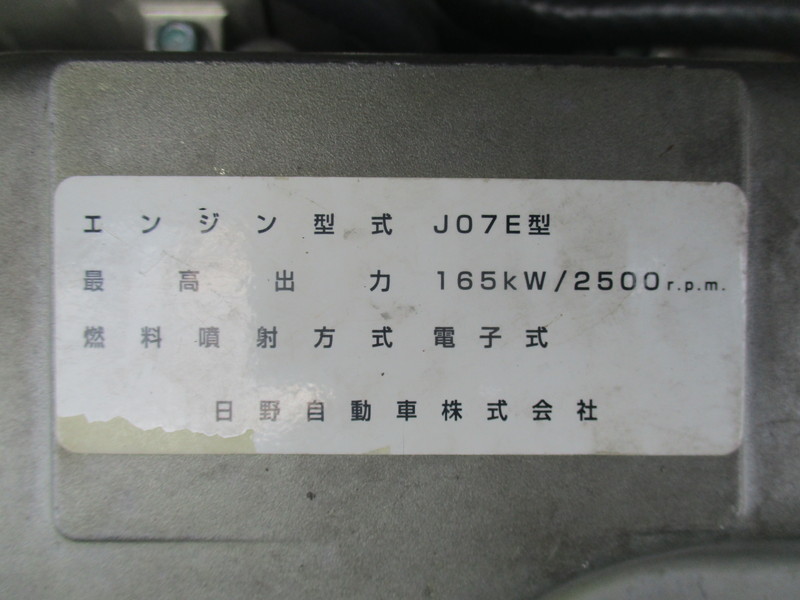 エンジン型式 J07E型
最高出力 165kW/2500r.p.m.
燃料噴射方式 電子式
日野自動車株式会社